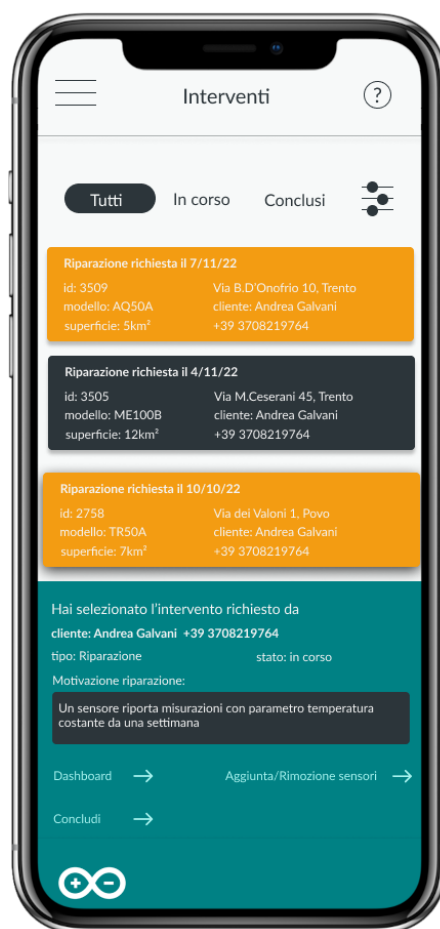 Interventi
?
Tutti
In corso
Conclusi
Riparazione richiesta il 7/11/22
id: 3509
Via B.D'Onofrio 10, Trento
modello: AQ50A
cliente: Andrea Galvani
superficie: 5km²
+39 3708219764
Riparazione richiesta il 4/11/22
id: 3505
Via M.Ceserani 45, Trento
modello: ME100B
cliente: Andrea Galvani
superficie: 12km²
+39 3708219764
Riparazione richiesta il 10/10/22
id: 2758
Via dei Valoni 1, Povo
modello: TR50A
cliente: Andrea Galvani
superficie: 7km²
+39 3708219764
Hai selezionato l'intervento richiesto da
cliente: Andrea Galvani +39 3708219764
tipo: Riparazione
stato: in corso
Motivazione riparazione:
Un sensore riporta misurazioni con parametro temperatura
costante da una settimana
Dashboard
Aggiunta/Rimozione sensori
Concludi